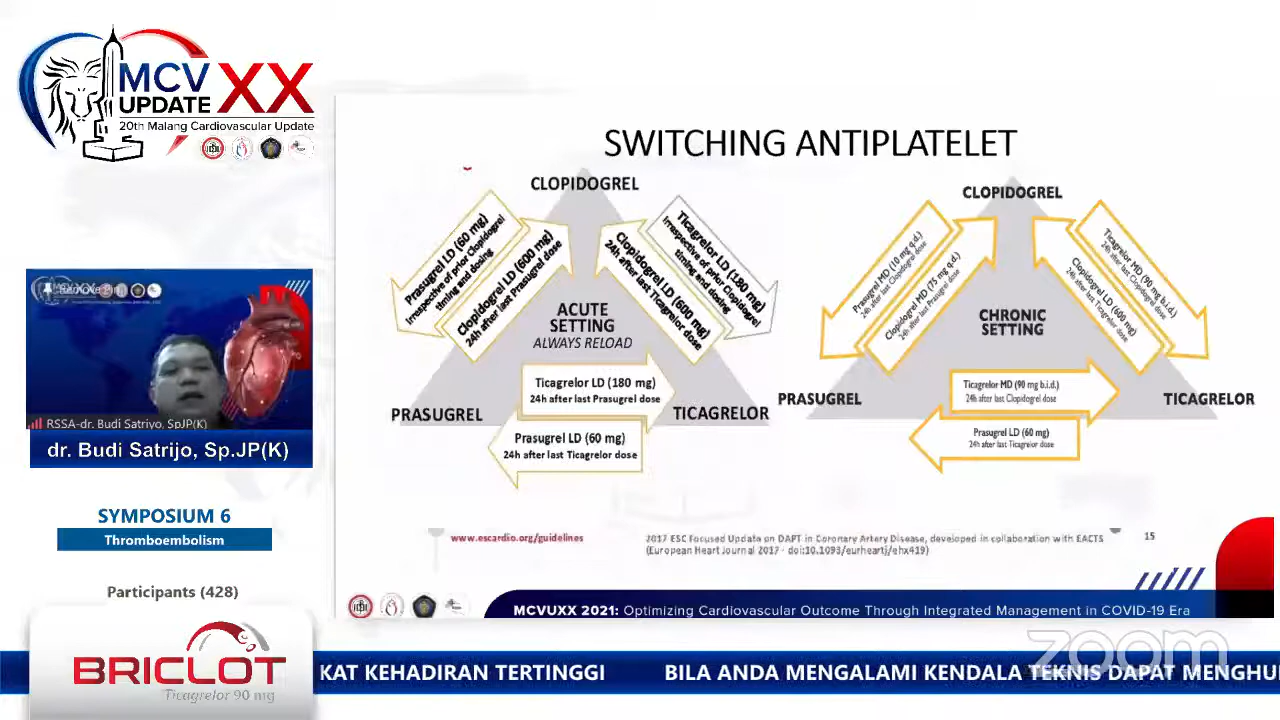 MCV XX
UPDATE
20th Malang Cardiovascular Update
RSSA-dr. Budi Satriyo, SpJP(K)
dr. Budi Satrijo, Sp.JP(K)
SYMPOSIUM 6
Thromboembolism
Participants (428)
BRICLOT
Ticagrelor 90 mg
SWITCHING ANTIPLATELET
CLOPIDOGREL
Prasugrel LD (60 mg)
Irrespective of prior Clopidogrel
timing and dosing
Clopidogrel LD (600 mg)
24h after last Prasugrel dose
Ticagrelor LD (180 mg)
Irrespective of prior Clopidogrel
timing and dosing
Clopidogrel LD (600 mg)
24h after last Ticagrelor dose
ACUTE
SETTING
ALWAYS RELOAD
Ticagrelor LD (180 mg)
24h after last Prasugrel dose
PRASUGREL
TICAGRELOR
Prasugrel LD (60 mg)
24h after last Ticagrelor dose
CLOPIDOGREL
Prasugrel MD (10 mg q.d.)
24h after last Clopidogrel dose
Clopidogrel MD (75 mg q.d.)
24h after last Prasugrel dose
Ticagrelor MD (90 mg b.i.d.)
24h after last Clopidogrel dose
Clopidogrel LD (600 mg)
24h after last Ticagrelor dose
CHRONIC
SETTING
Ticagrelor MD (90 mg b.i.d.)
24h after last Clopidogrel dose
PRASUGREL
TICAGRELOR
Prasugrel LD (60 mg)
24h after last Ticagrelor dose
www.escardio.org/guidelines
2017 ESC Focused Update on DAPT in Coronary Artery Disease, developed in collaboration with EACTS
(European Heart Journal 2017 - doi:10.1093/eurheartj/ehx419)
15
MCVUXX 2021: Optimizing Cardiovascular Outcome Through Integrated Management in COVID-19 Era
zoom
KAT KEHADIRAN TERTINGGI BILA ANDA MENGALAMI KENDALA TEKNIS DAPAT MENGHU